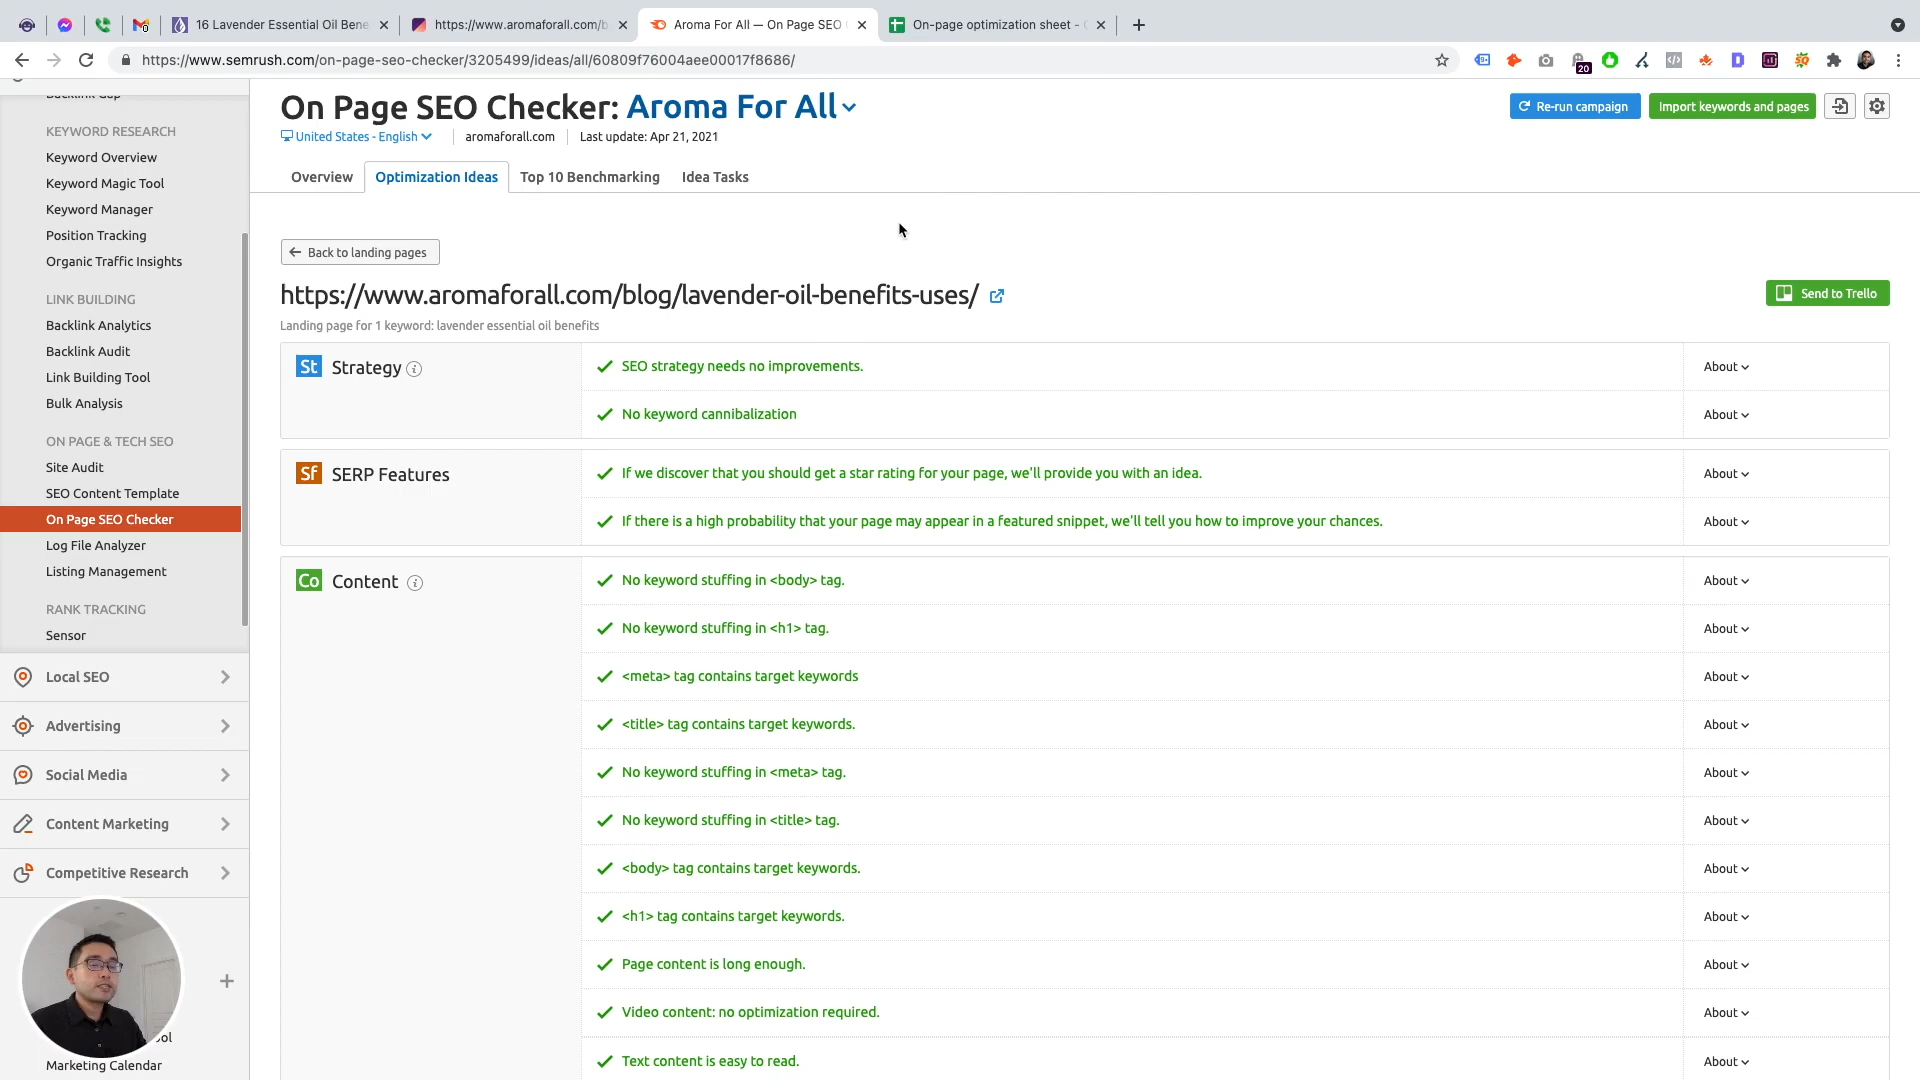 16 Lavender Essential Oil Bene
https://www.aromaforall.com/b
Aroma For All — On Page SEO
On-page optimization sheet -
https://www.semrush.com/on-page-seo-checker/3205499/ideas/all/60809f76004aee00017f8686/
20
Backlink Gap
KEYWORD RESEARCH
Keyword Overview
Keyword Magic Tool
Keyword Manager
Position Tracking
Organic Traffic Insights
LINK BUILDING
Backlink Analytics
Backlink Audit
Link Building Tool
Bulk Analysis
ON PAGE & TECH SEO
Site Audit
SEO Content Template
On Page SEO Checker
Log File Analyzer
Listing Management
RANK TRACKING
Sensor
Local SEO
Advertising
Social Media
Content Marketing
Competitive Research
ool
Marketing Calendar
On Page SEO Checker: Aroma For All
Re-run campaign
Import keywords and pages
United States - English
aromaforall.com
Last update: Apr 21, 2021
Overview
Optimization Ideas
Top 10 Benchmarking
Idea Tasks
Back to landing pages
https://www.aromaforall.com/blog/lavender-oil-benefits-uses/
Send to Trello
Landing page for 1 keyword: lavender essential oil benefits
St Strategy
SEO strategy needs no improvements. About
No keyword cannibalization About
Sf SERP Features
If we discover that you should get a star rating for your page, we'll provide you with an idea. About
If there is a high probability that your page may appear in a featured snippet, we'll tell you how to improve your chances. About
Co Content
No keyword stuffing in <body> tag. About
No keyword stuffing in <h1> tag. About
<meta> tag contains target keywords About
<title> tag contains target keywords. About
No keyword stuffing in <meta> tag. About
No keyword stuffing in <title> tag. About
<body> tag contains target keywords. About
<h1> tag contains target keywords. About
Page content is long enough. About
Video content: no optimization required. About
Text content is easy to read. About